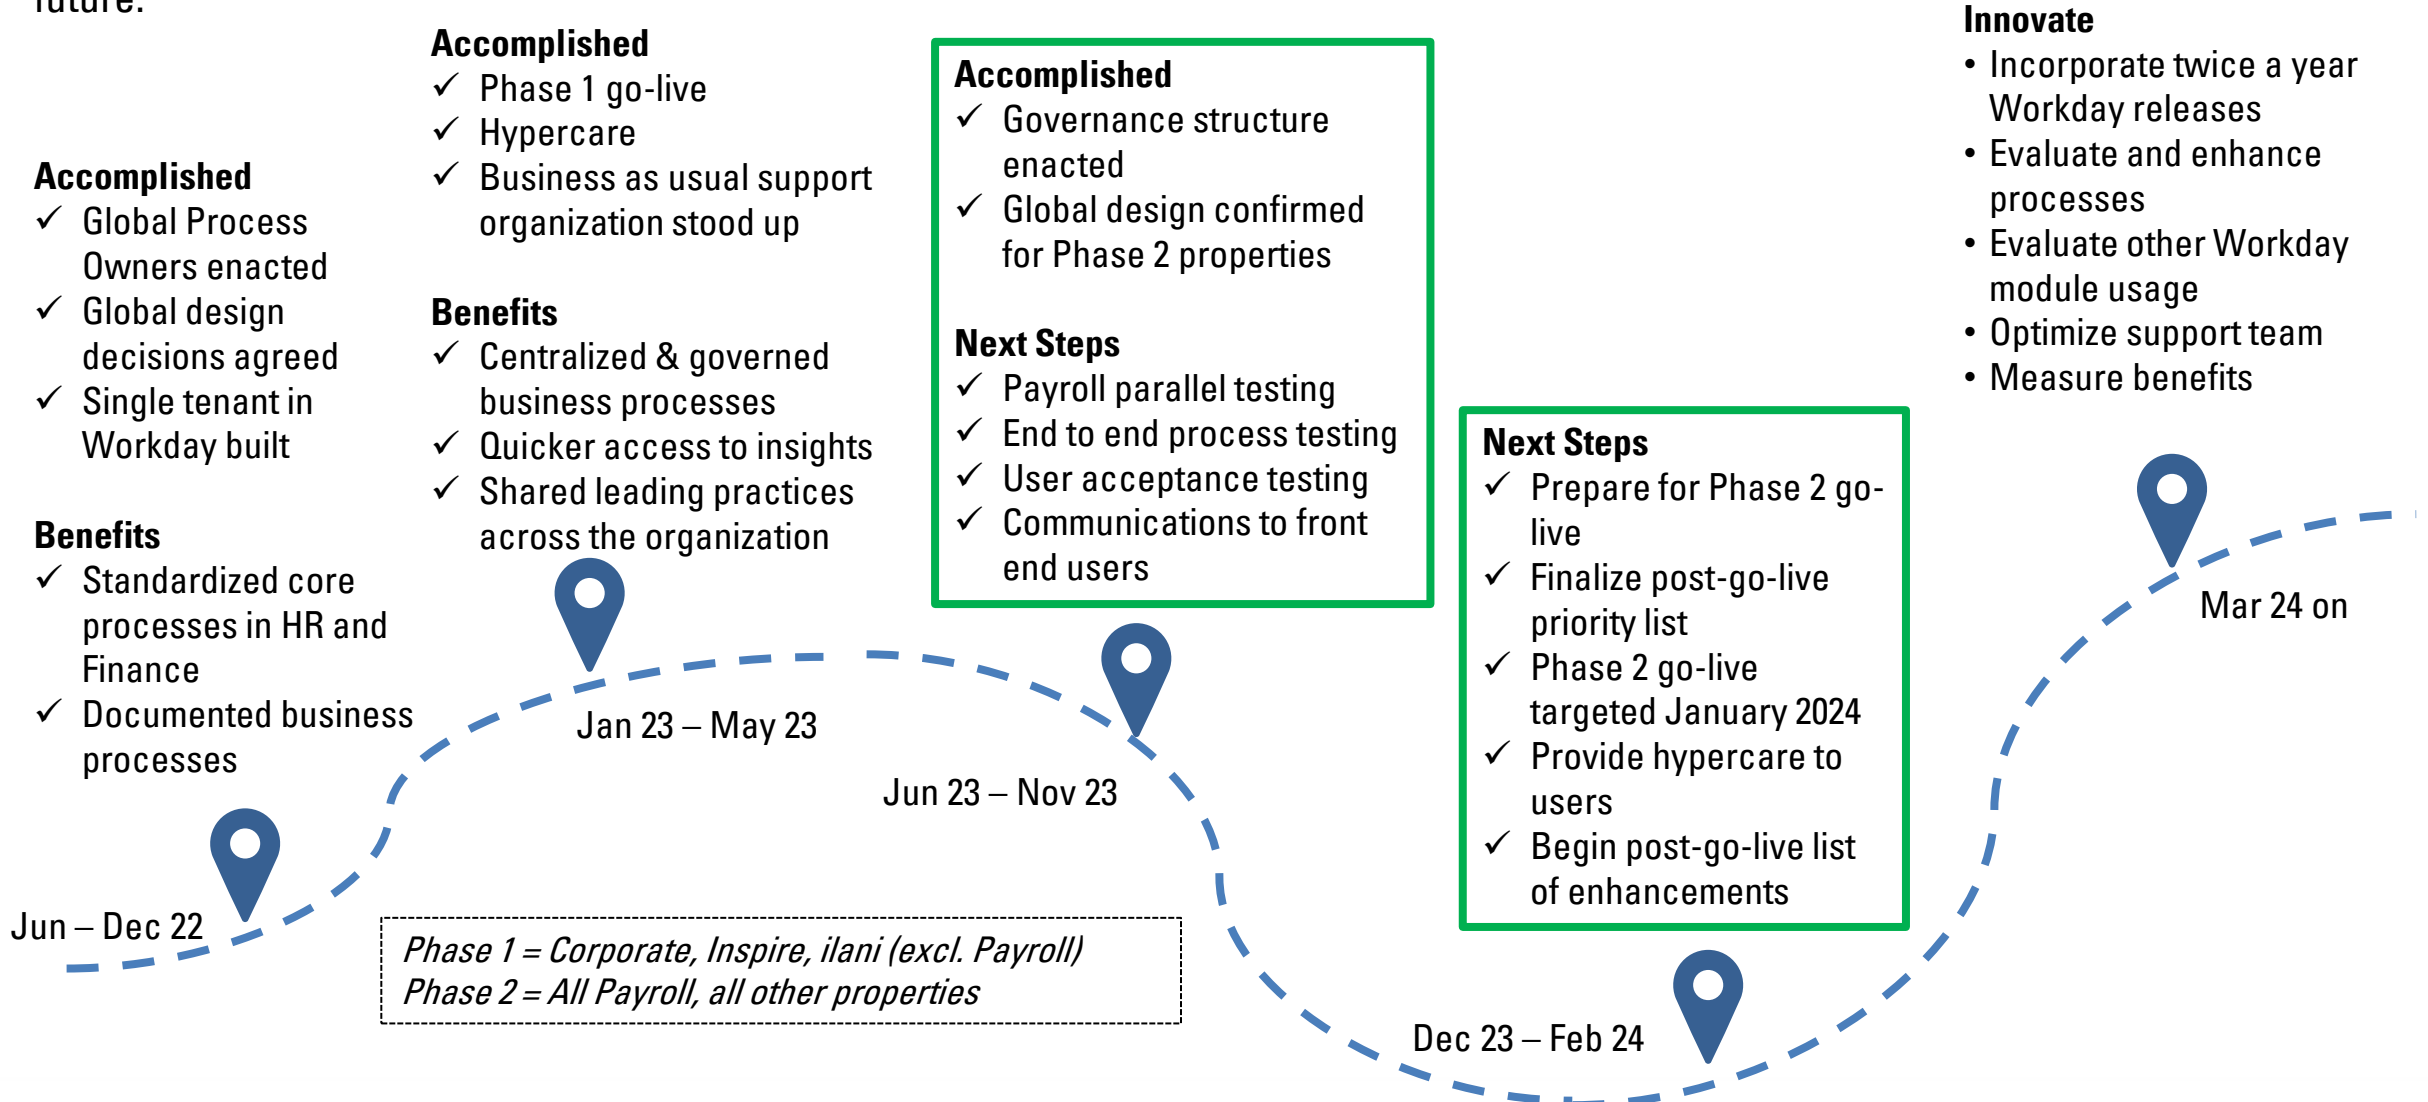 future.
Accomplished
✓ Global Process
Owners enacted
✓ Global design
decisions agreed
✓ Single tenant in
Workday built
Benefits
✓ Standardized core
processes in HR and
Finance
✓ Documented business
processes
Jun – Dec 22
Accomplished
✓ Phase 1 go-live
✓ Hypercare
✓ Business as usual support
organization stood up
Benefits
✓ Centralized & governed
business processes
✓ Quicker access to insights
✓ Shared leading practices
across the organization
Jan 23 – May 23
Accomplished
✓ Governance structure
enacted
✓ Global design confirmed
for Phase 2 properties
Next Steps
✓ Payroll parallel testing
✓ End to end process testing
✓ User acceptance testing
✓ Communications to front
end users
Jun 23 – Nov 23
Next Steps
✓ Prepare for Phase 2 go-
live
✓ Finalize post-go-live
priority list
✓ Phase 2 go-live
targeted January 2024
✓ Provide hypercare to
users
✓ Begin post-go-live list
of enhancements
Dec 23 – Feb 24
Innovate
• Incorporate twice a year
Workday releases
• Evaluate and enhance
processes
• Evaluate other Workday
module usage
• Optimize support team
• Measure benefits
Mar 24 on
Phase 1 = Corporate, Inspire, ilani (excl. Payroll)
Phase 2 = All Payroll, all other properties